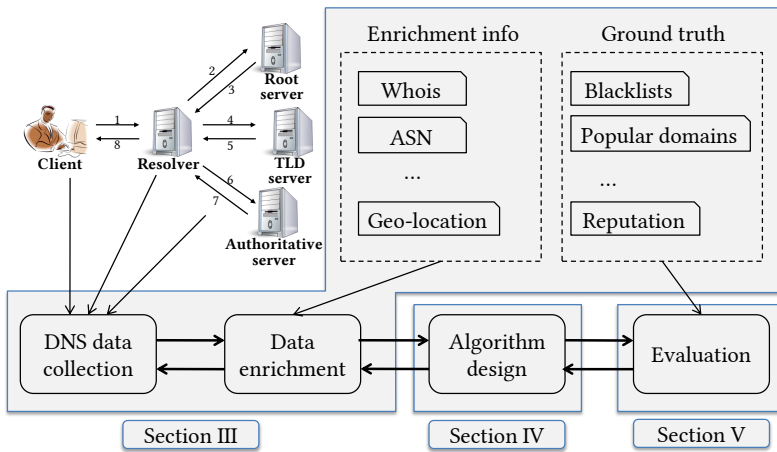 Enrichment info
Ground truth
2
3
Root
server
Whois
Blacklists
1
8
4
5
ASN
Popular domains
Client
Resolver
TLD
server
6
7
...
...
Authoritative
server
Geo-location
Reputation
DNS data
collection
Data
enrichment
Algorithm
design
Evaluation
Section III
Section IV
Section V